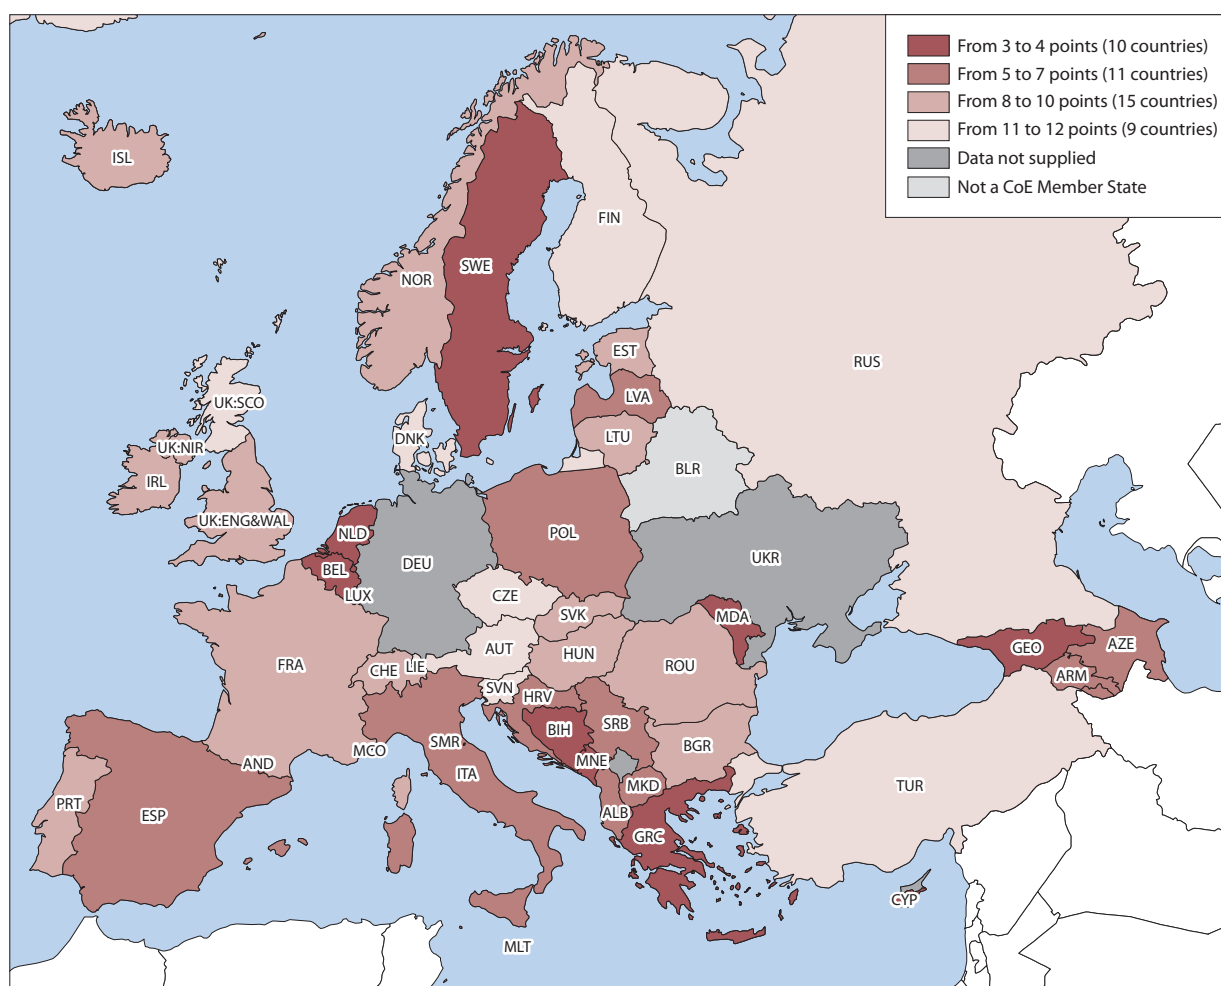 From 3 to 4 points (10 countries)
From 5 to 7 points (11 countries)
From 8 to 10 points (15 countries)
From 11 to 12 points (9 countries)
Data not supplied
Not a CoE Member State
ISL
FIN
SWE
NOR
EST
RUS
LVA
UK:SCO
DNK
LTU
UK:NIR
BLR
IRL
UK:ENG&WAL
NLD
POL
UKR
DEU
BEL
LUX
CZE
SVK
MDA
AUT
GEO
AZE
FRA
CHE
LIE
HUN
ROU
ARM
SVN
HRV
BIH
SRB
SMR
BGR
MCO
MNE
AND
ITA
MKD
TUR
PRT
ESP
ALB
GRC
CYP
MLT